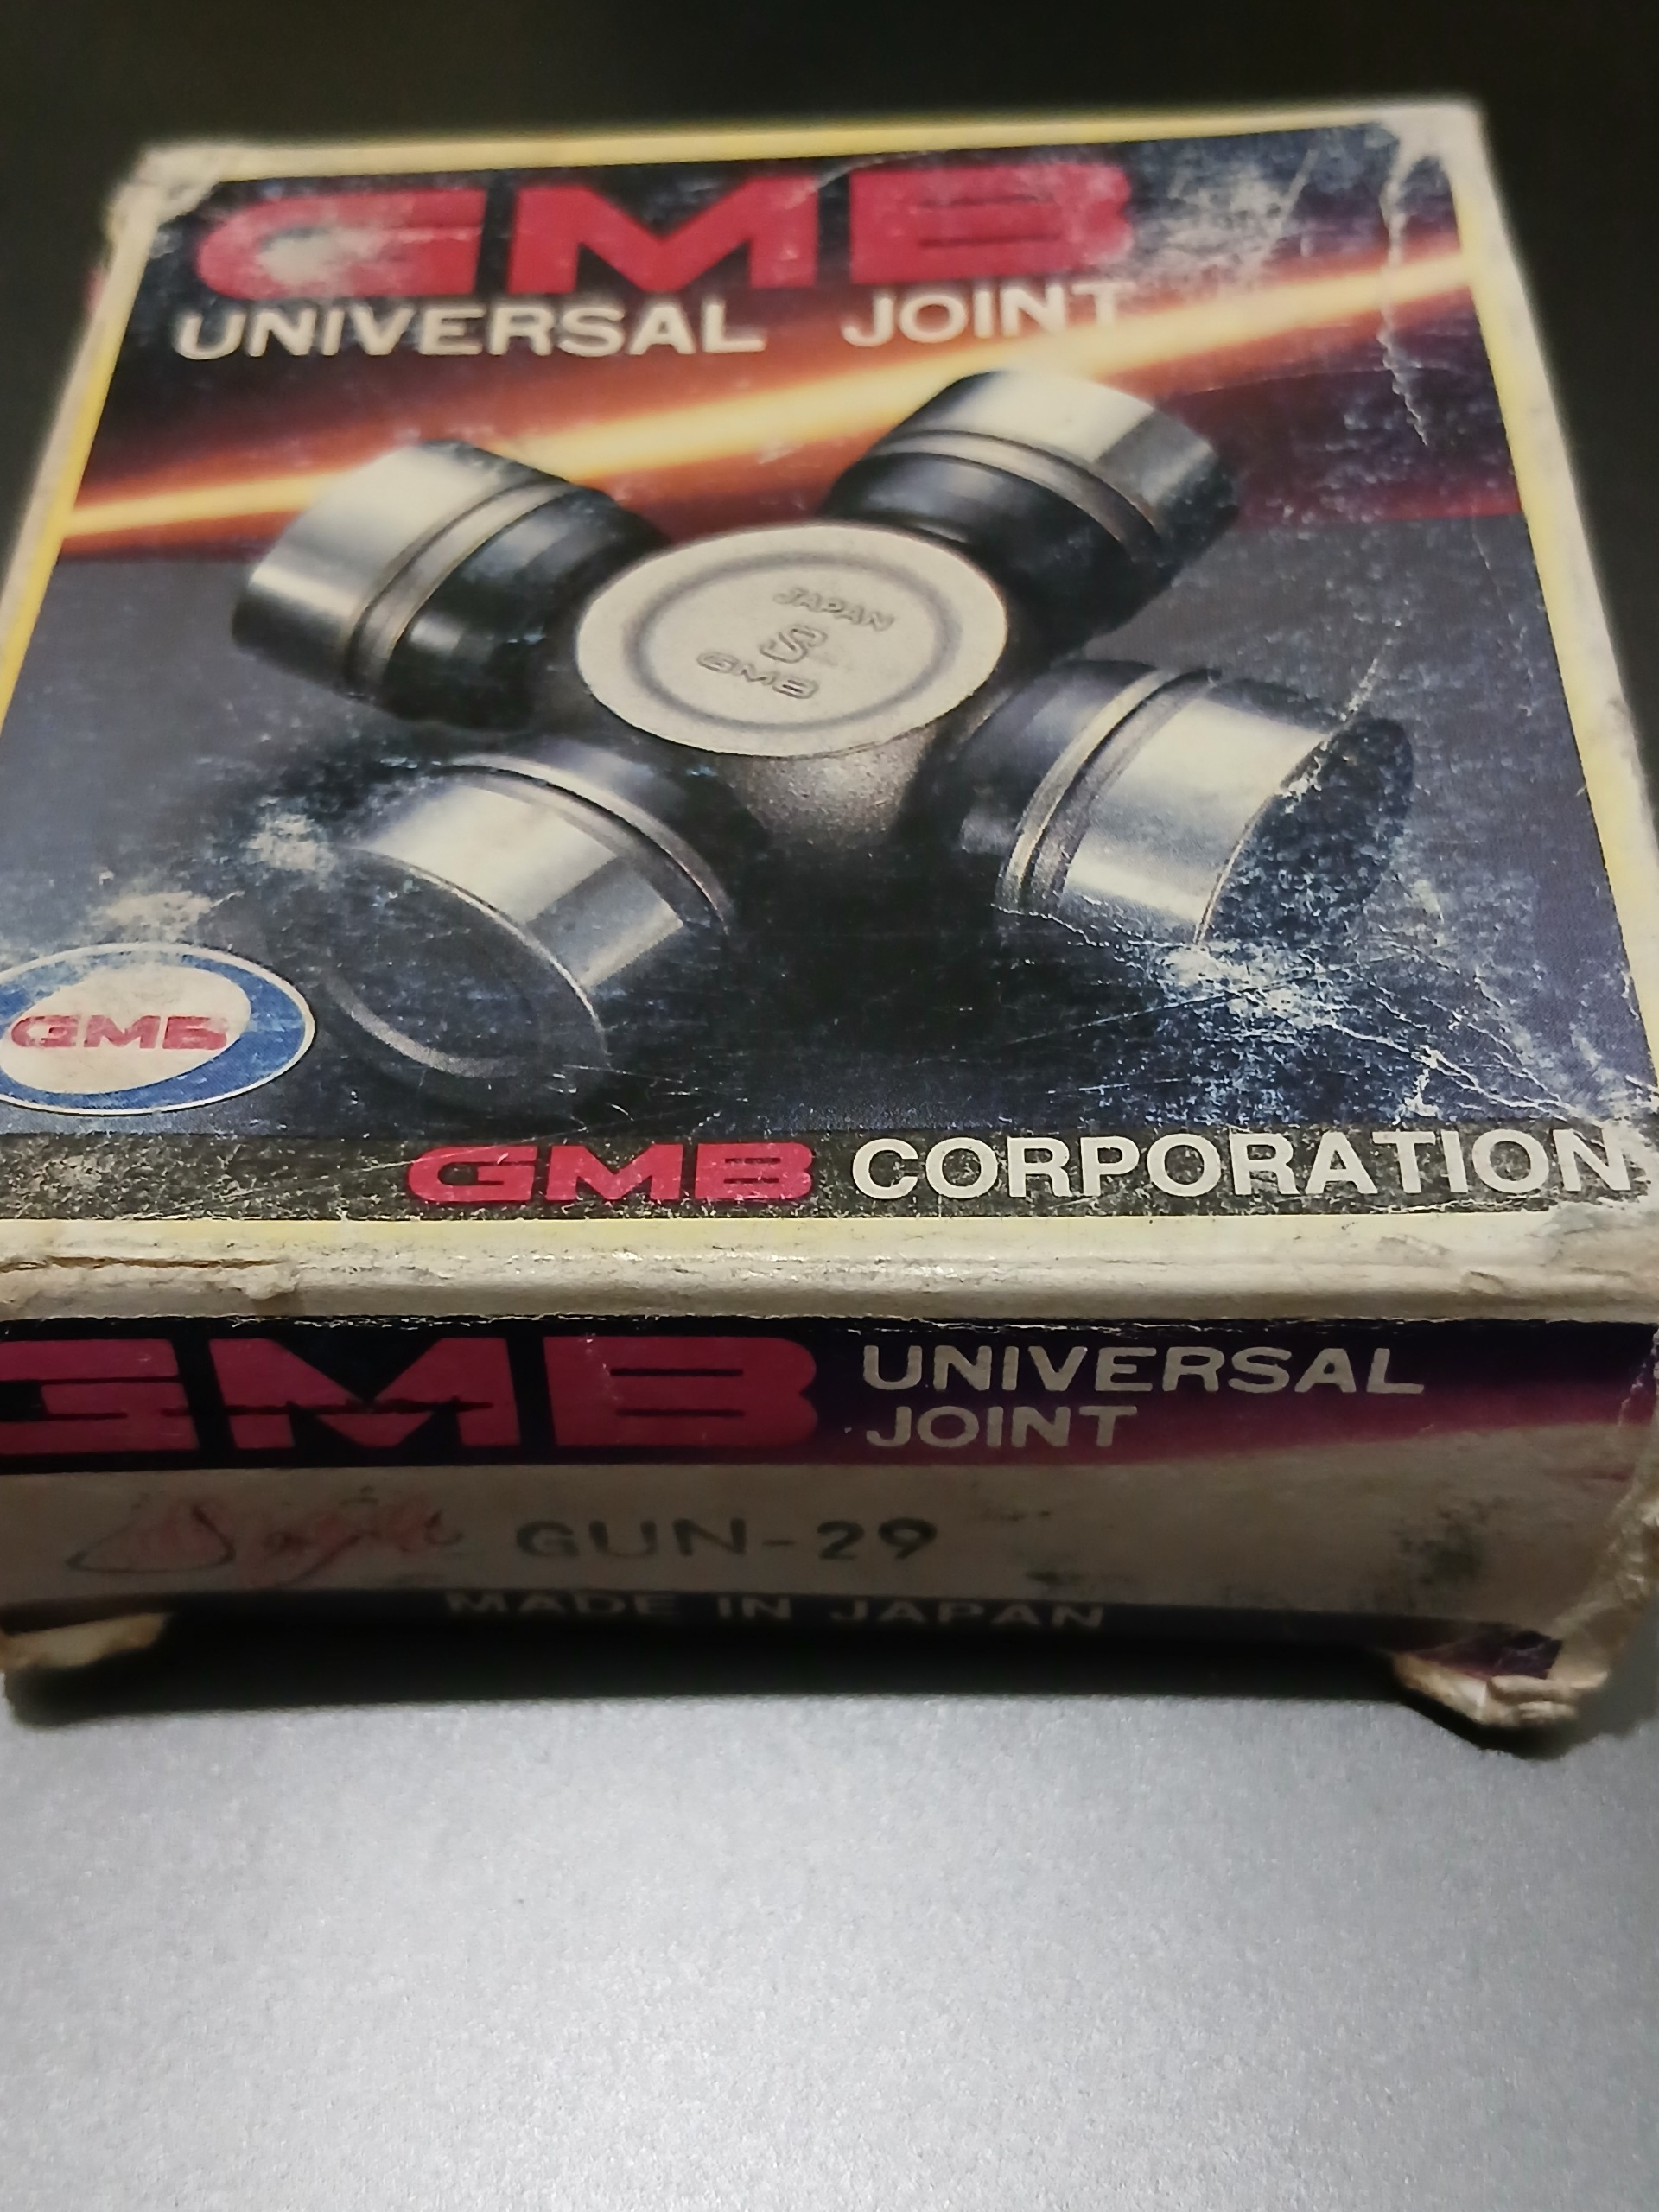 GMB
UNIVERSAL JOINT
JAPAN
S
GMB
GMB
GMB CORPORATION
GMB UNIVERSAL
JOINT
GUN-29
MADE IN JAPAN